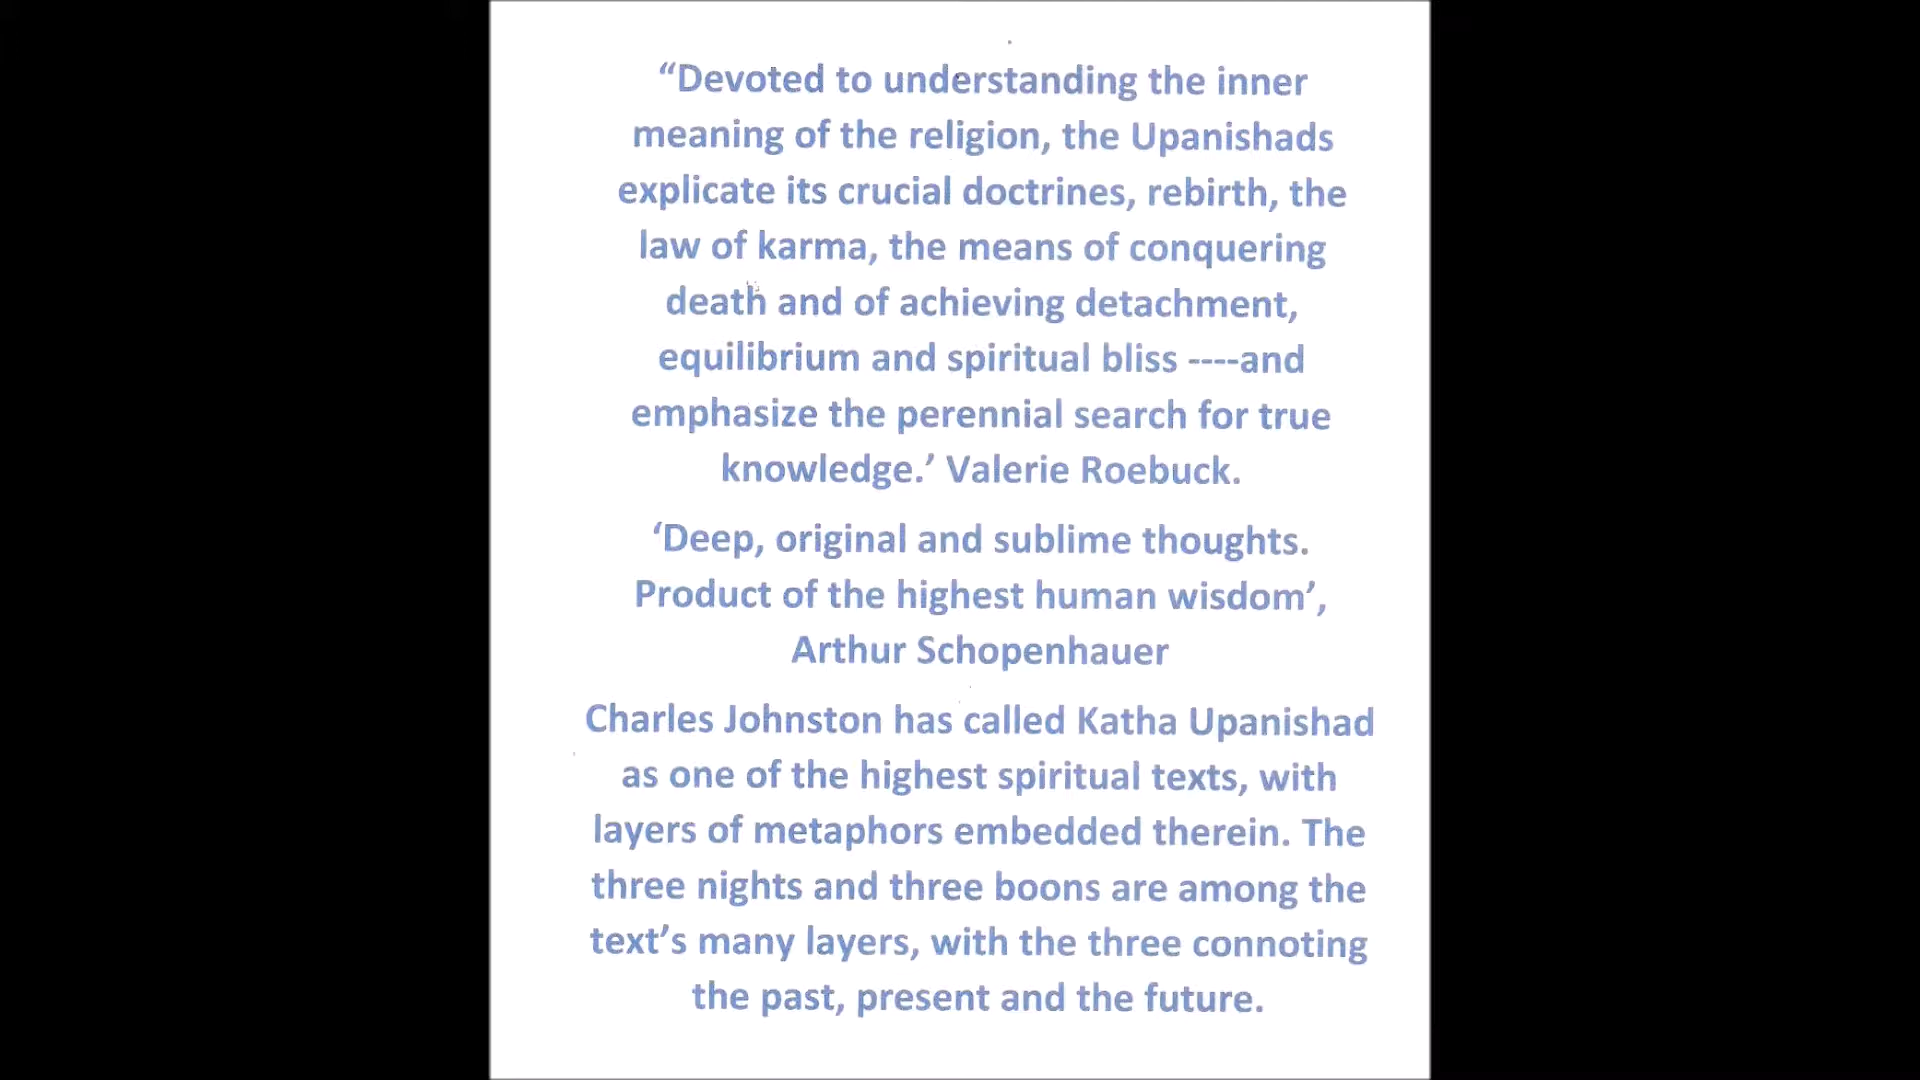 “Devoted to understanding the inner
meaning of the religion, the Upanishads
explicate its crucial doctrines, rebirth, the
law of karma, the means of conquering
death and of achieving detachment,
equilibrium and spiritual bliss ----and
emphasize the perennial search for true
knowledge.’ Valerie Roebuck.
‘Deep, original and sublime thoughts.
Product of the highest human wisdom’,
Arthur Schopenhauer
Charles Johnston has called Katha Upanishad
as one of the highest spiritual texts, with
layers of metaphors embedded therein. The
three nights and three boons are among the
text’s many layers, with the three connoting
the past, present and the future.